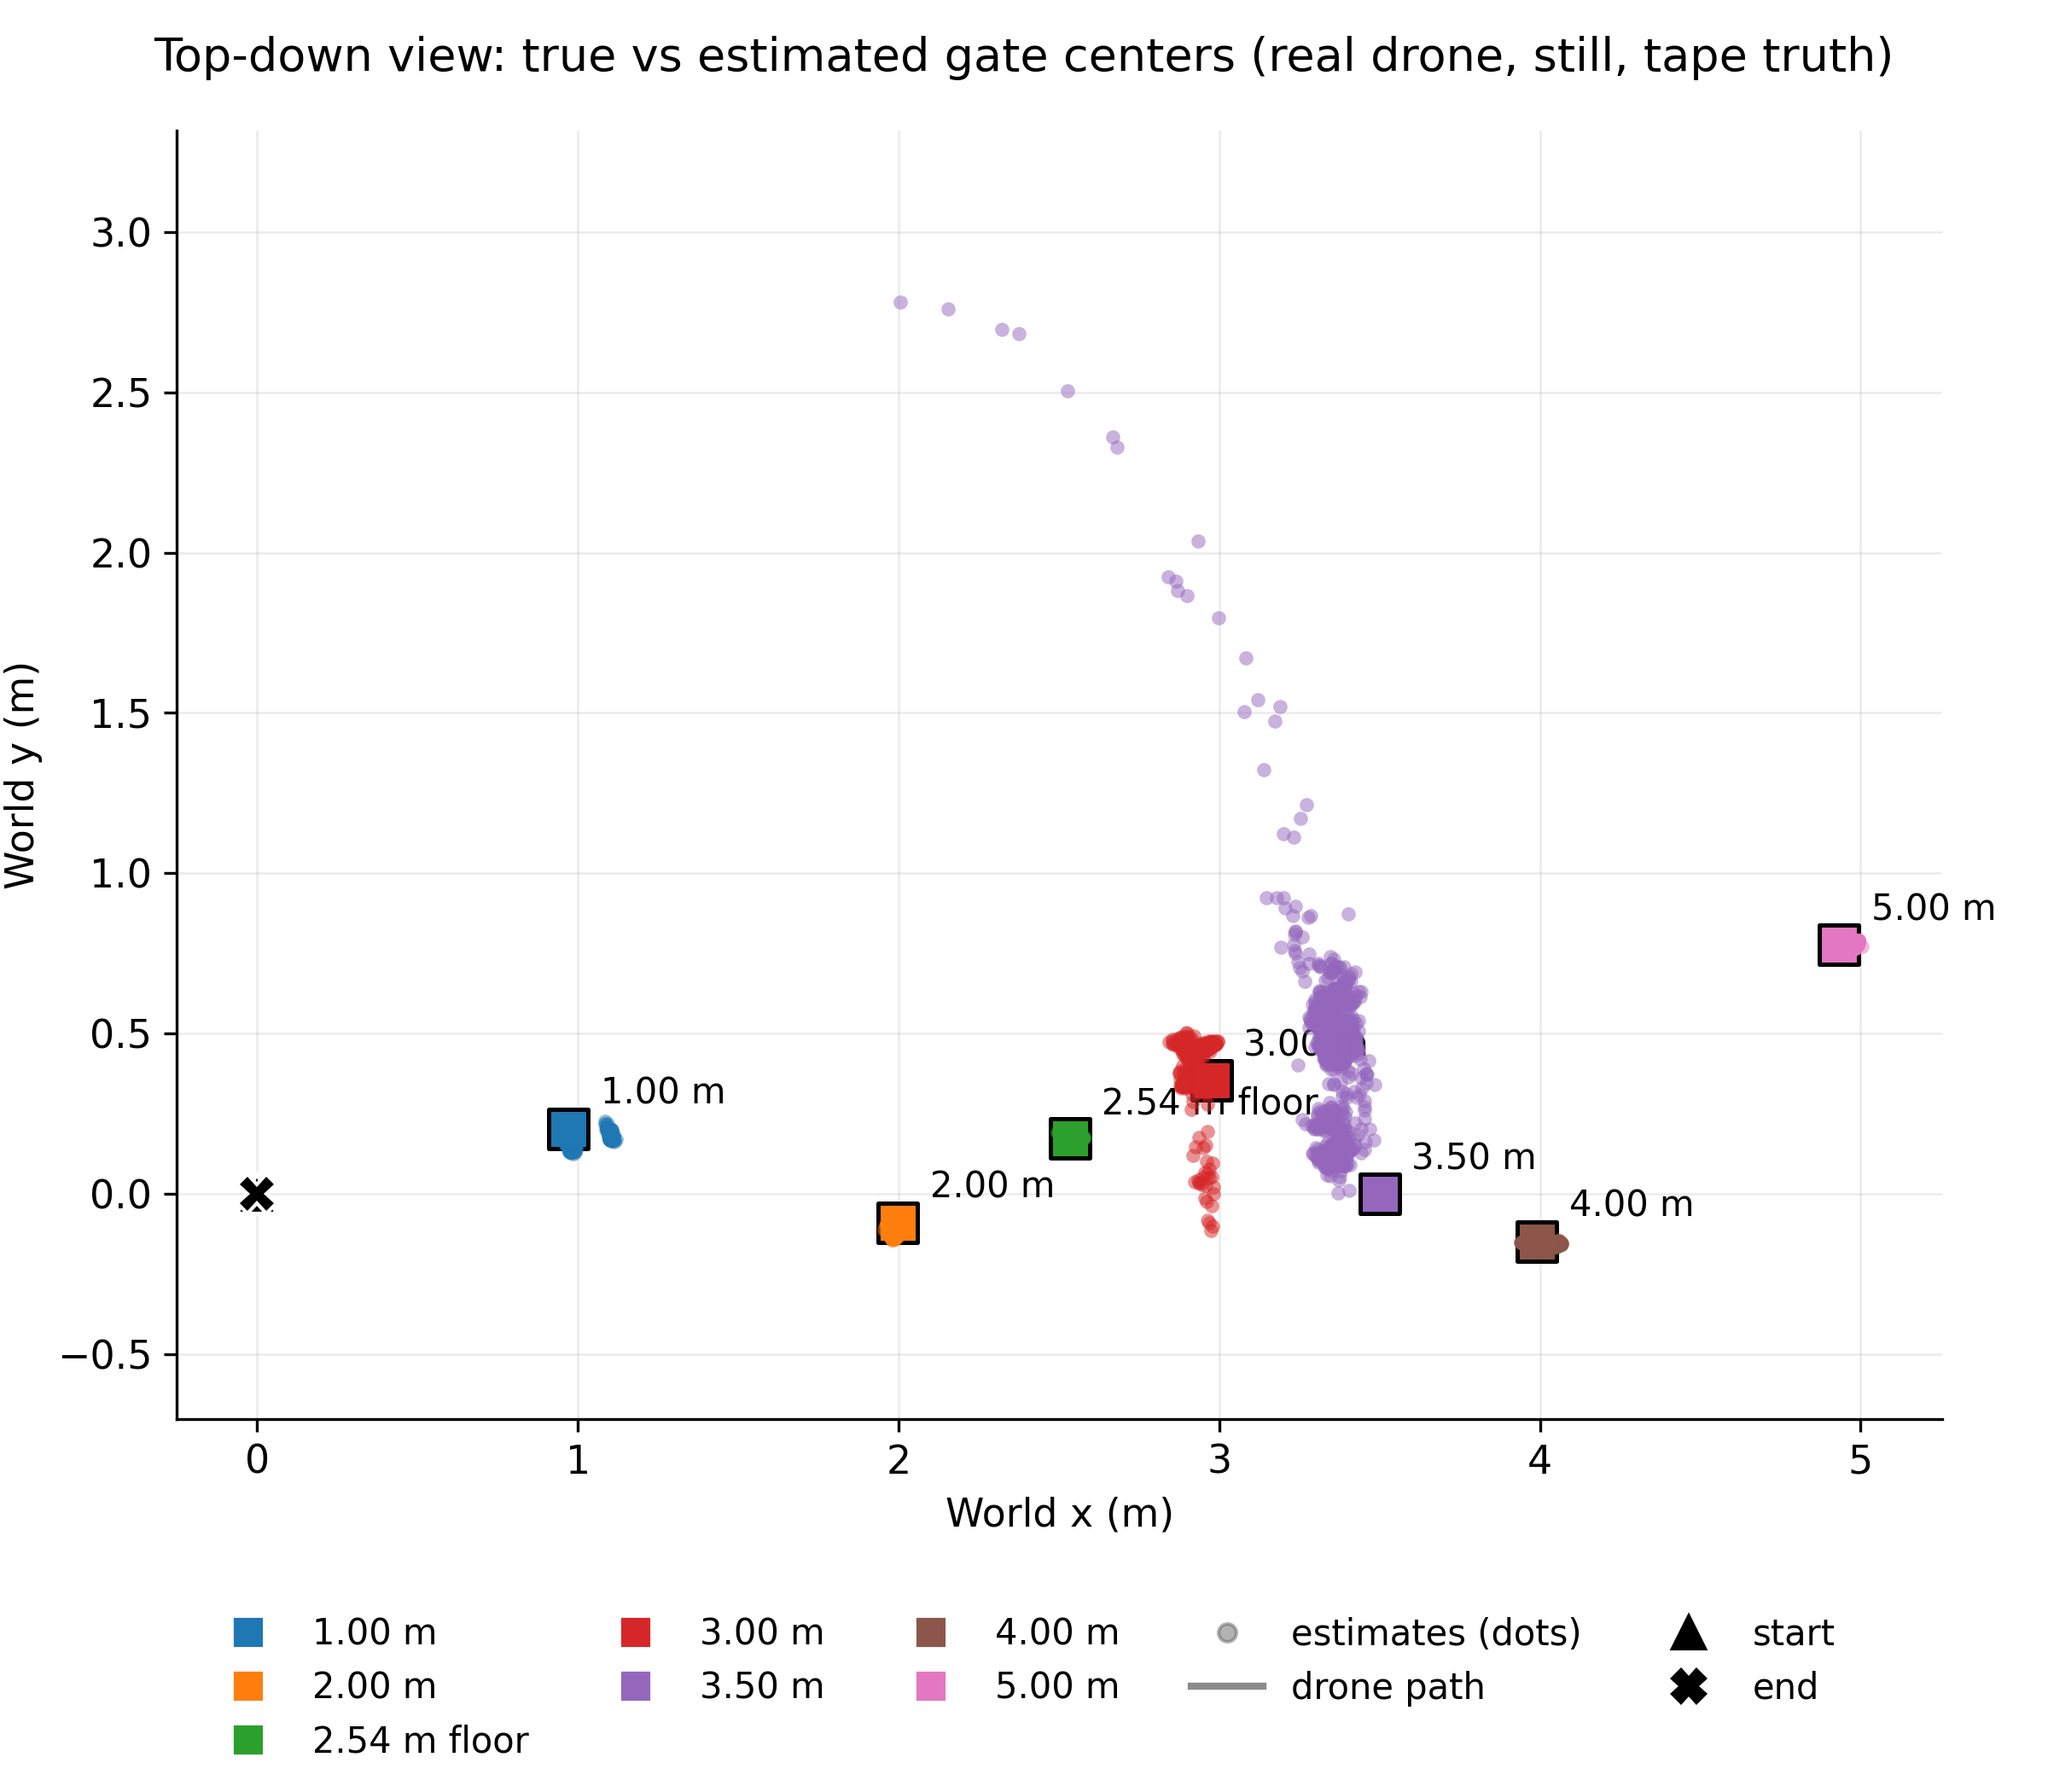 Top-down view: true vs estimated gate centers (real drone, still, tape truth)
World y (m)
3.0
2.5
2.0
1.5
1.0
0.5
0.0
−0.5
5.00 m
3.00
1.00 m
2.54 m floor
3.50 m
2.00 m
4.00 m
0 1 2 3 4 5
World x (m)
1.00 m 3.00 m 4.00 m estimates (dots) start
2.00 m 3.50 m 5.00 m drone path end
2.54 m floor